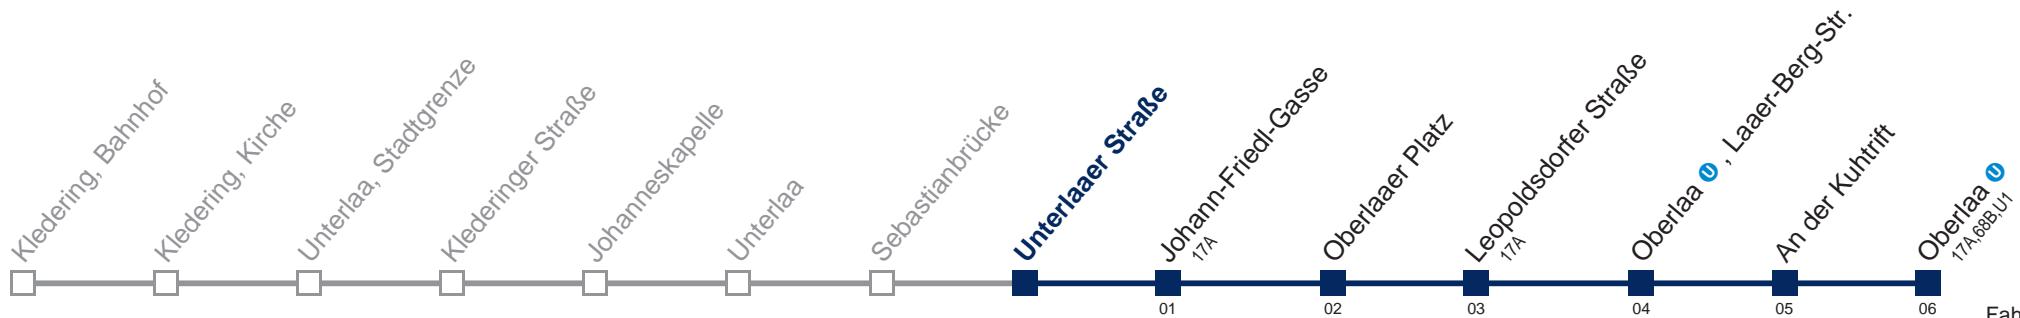 Kledering, Bahnhof
Kledering, Kirche
Unterlaa, Stadtgrenze
Klederinger Straße
Johanneskapelle
Unterlaa
Sebastianbrücke
Unterlaaer Straße
Johann-Friedl-Gasse
17A
Oberlaaer Platz
Leopoldsdorfer Straße
17A
Oberlaa U , Laaer-Berg-Str.
An der Kuhtrift
Oberlaa U
17A,68B,U1
01
02
03
04
05
06
Fab